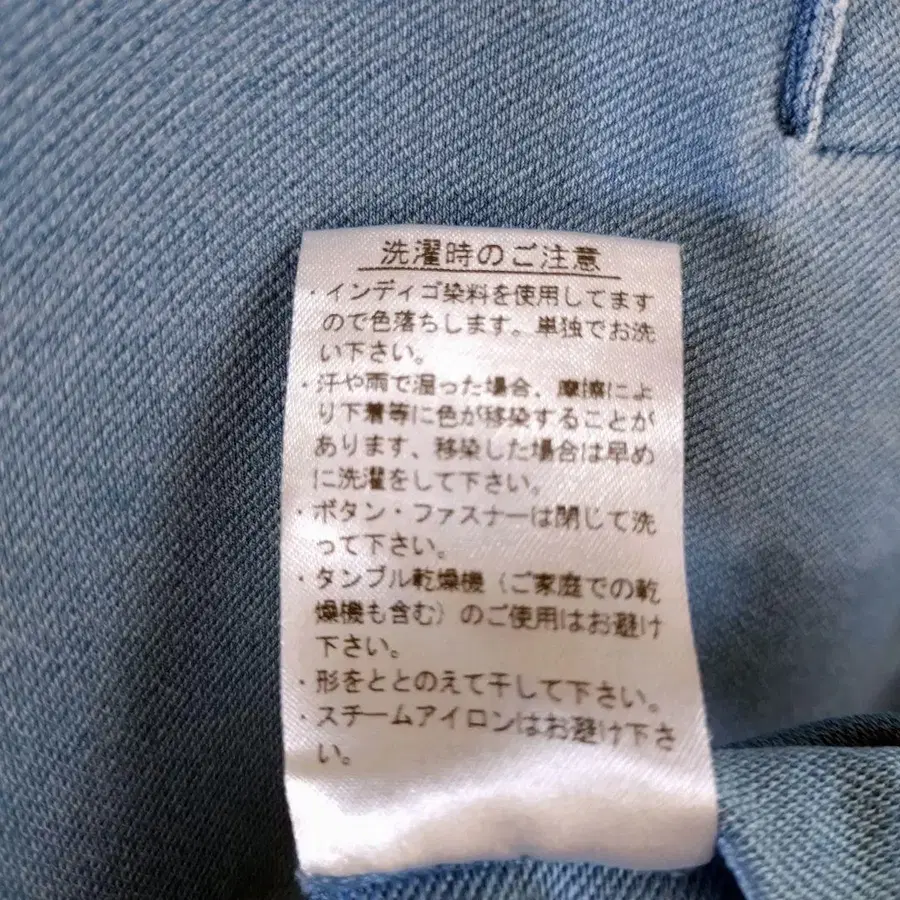 洗濯時のご注意
・インディゴ染料を使用してます
ので色落ちします。単独でお洗
い下さい。
・汗や雨で湿った場合、摩擦によ
り下着等に色が移染することが
あります、移染した場合は早め
に洗濯をして下さい。
・ボタン・ファスナーは閉じて洗
って下さい。
・タンブル乾燥機（ご家庭での乾
燥機も含む）のご使用はお避け
下さい。
・形をととのえて干して下さい。
・スチームアイロンはお避け下さ
い。